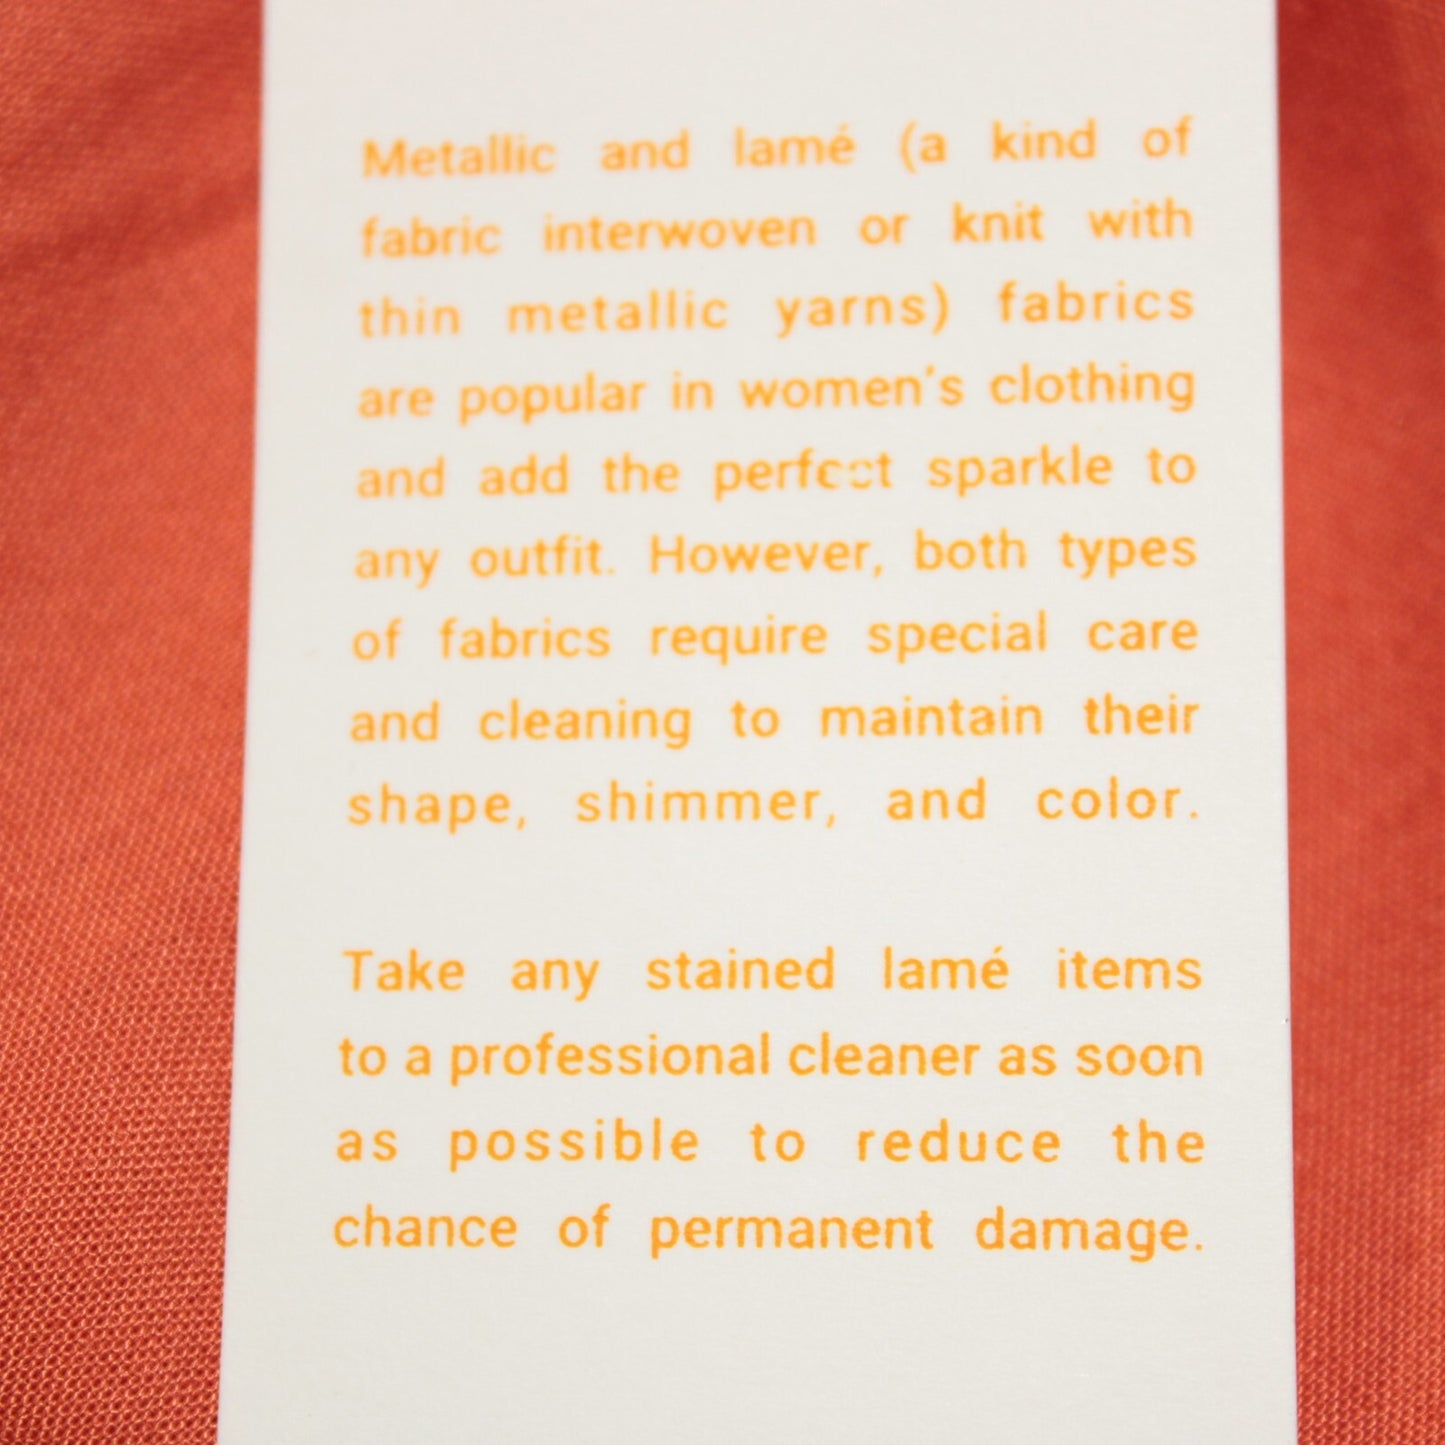 Metallic and lamé (a kind of
fabric interwoven or knit with
thin metallic yarns) fabrics
are popular in women's clothing
and add the perfect sparkle to
any outfit. However, both types
of fabrics require special care
and cleaning to maintain their
shape, shimmer, and color.
Take any stained lamé items
to a professional cleaner as soon
as possible to reduce the
chance of permanent damage.